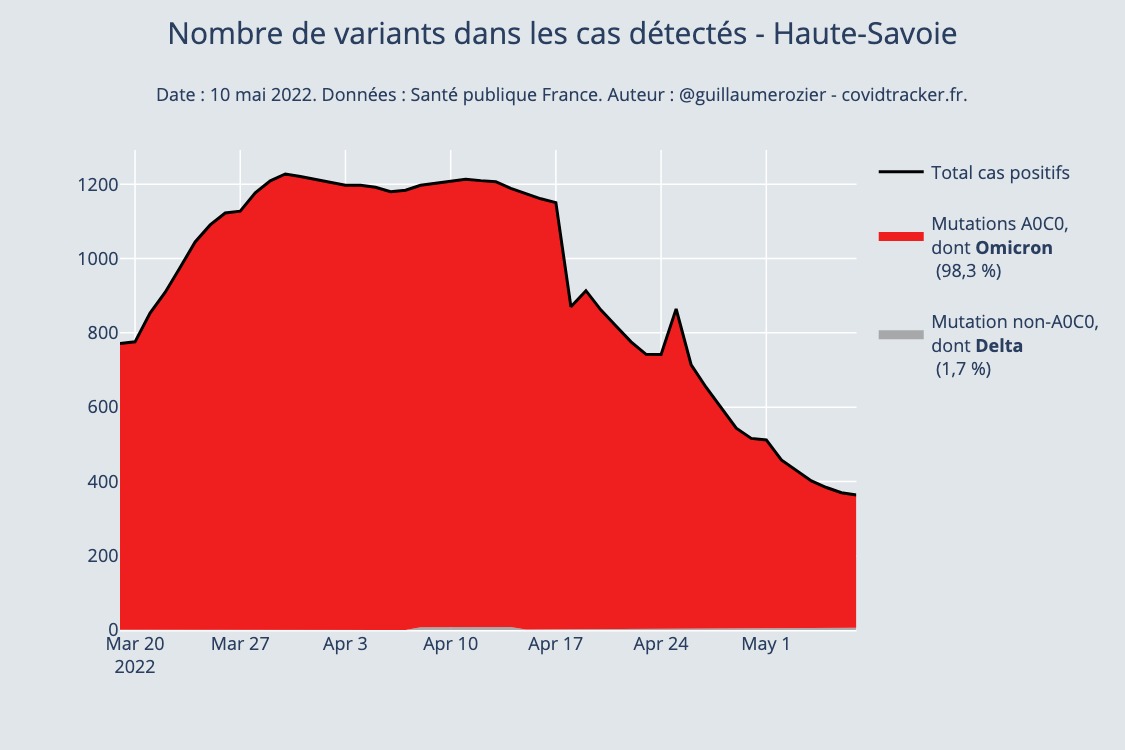 Nombre de variants dans les cas détectés - Haute-Savoie
Date : 10 mai 2022. Données : Santé publique France. Auteur : @guillaumerozier - covidtracker.fr.
1200
1000
800
600
400
200
0
Mar 20
2022
Mar 27
Apr 3
Apr 10
Apr 17
Apr 24
May 1
Total cas positifs
Mutations A0C0,
dont Omicron
(98,3 %)
Mutation non-A0C0,
dont Delta
(1,7 %)